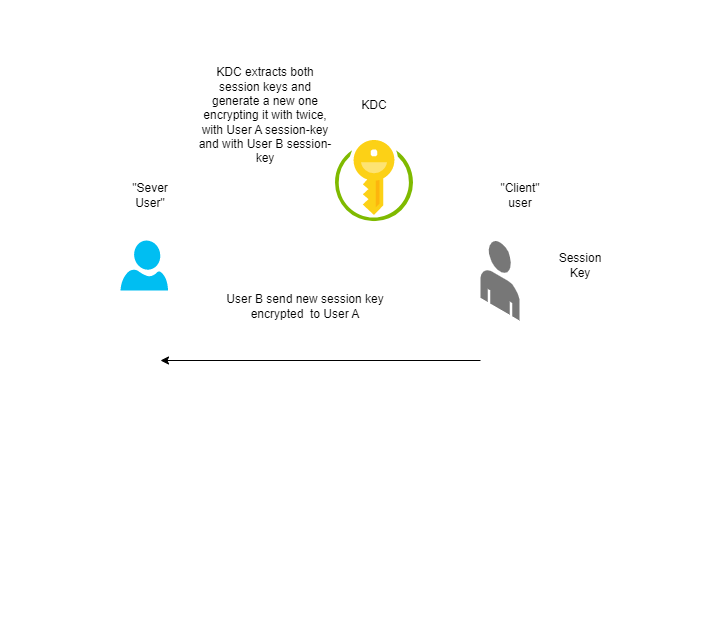 KDC extracts both
session keys and
generate a new one
encrypting it with twice,
with User A session-key
and with User B session-
key
KDC
"Sever
User"
"Client"
user
Session
Key
User B send new session key
encrypted to User A